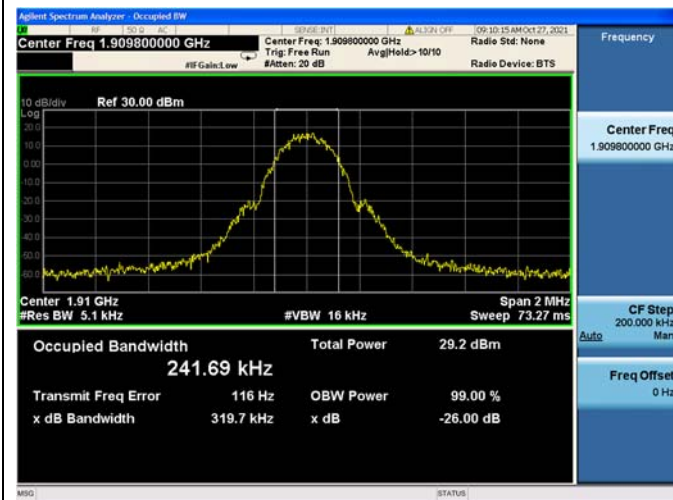 Agilent Spectrum Analyzer - Occupied BW
RF 50 Ω AC SENSE:INT ALIGN OFF 09:10:15 AM Oct 27, 2021
Center Freq 1.909800000 GHz
Center Freq: 1.909800000 GHz
Radio Std: None
Trig: Free Run Avg|Hold:> 10/10
#IFGain:Low
#Atten: 20 dB
Radio Device: BTS
10 dB/div Ref 30.00 dBm
Log
20.0
10.0
0.00
-10.0
-20.0
-30.0
-40.0
-50.0
-60.0
Center 1.91 GHz
Span 2 MHz
#Res BW 5.1 kHz
#VBW 16 kHz
Sweep 73.27 ms
Occupied Bandwidth
Total Power 29.2 dBm
241.69 kHz
Transmit Freq Error 116 Hz
OBW Power 99.00 %
x dB Bandwidth 319.7 kHz
x dB -26.00 dB
MSG
STATUS
Frequency
Center Freq
1.909800000 GHz
CF Step
200.000 kHz
Auto Man
Freq Offset
0 Hz